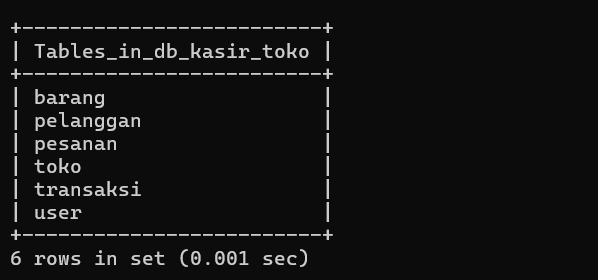 +-------------------------+
| Tables_in_db_kasir_toko |
+-------------------------+
| barang                  |
| pelanggan               |
| pesanan                 |
| toko                    |
| transaksi               |
| user                    |
+-------------------------+
6 rows in set (0.001 sec)